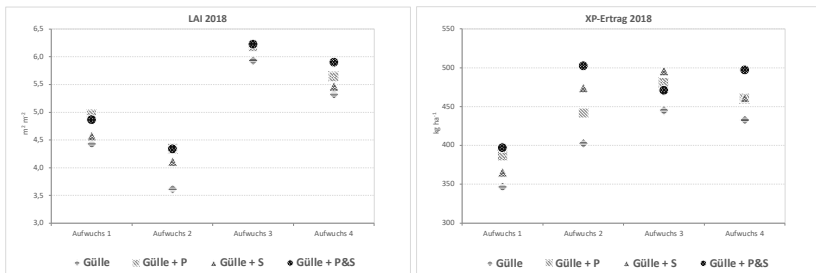 LAI 2018
6,5
6,0
5,5
5,0
4,5
4,0
3,5
3,0
m² m⁻²
Aufwuchs 1 Aufwuchs 2 Aufwuchs 3 Aufwuchs 4
Gülle Gülle + P Gülle + S Gülle + P&S
XP-Ertrag 2018
550
500
450
400
350
300
kg ha⁻¹
Aufwuchs 1 Aufwuchs 2 Aufwuchs 3 Aufwuchs 4
Gülle Gülle + P Gülle + S Gülle + P&S